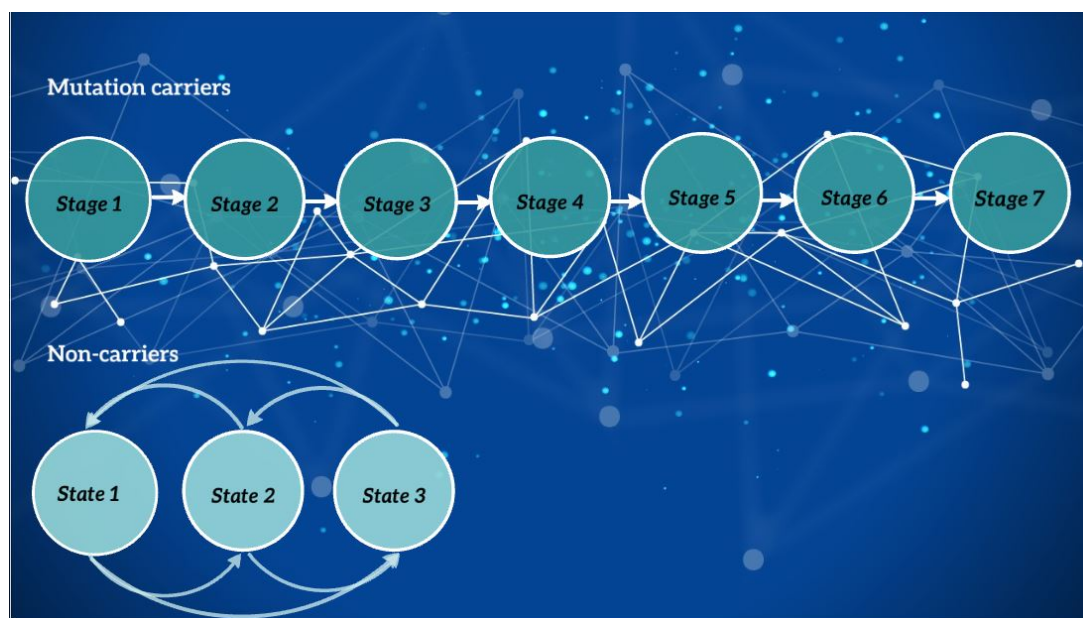 Mutation carriers
Stage 1
Stage 2
Stage 3
Stage 4
Stage 5
Stage 6
Stage 7
Non-carriers
State 1
State 2
State 3